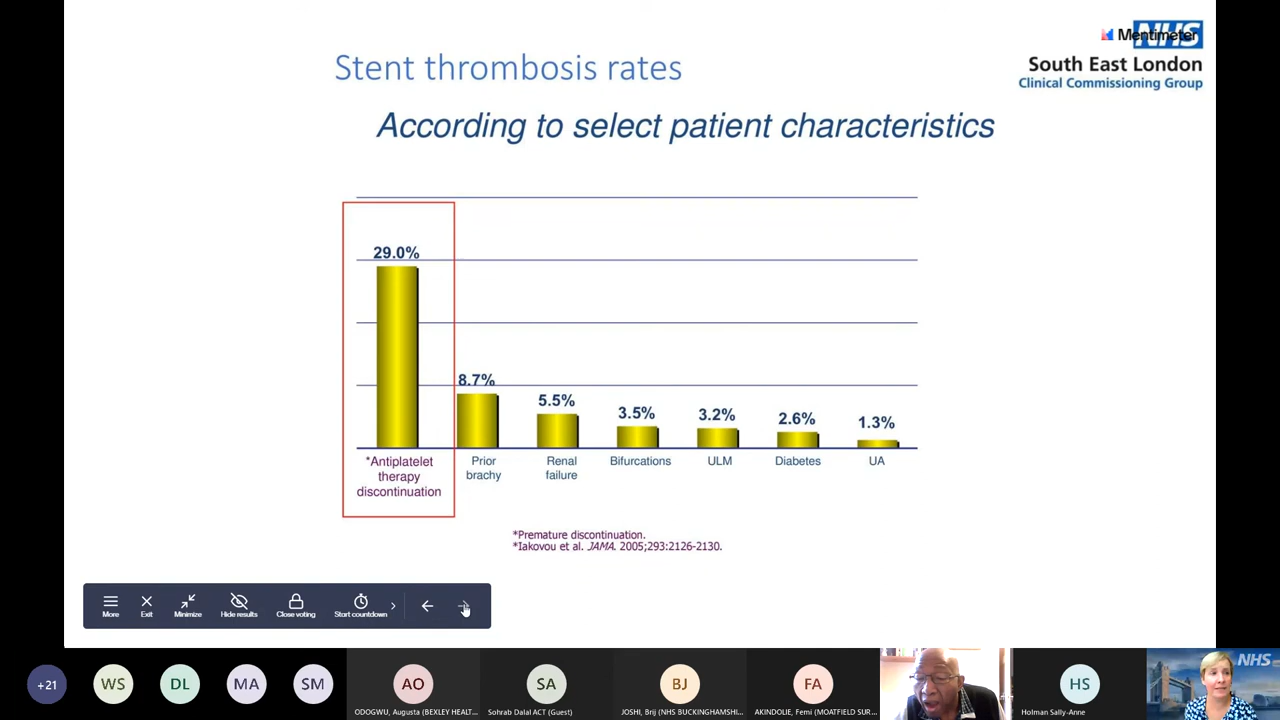 Mentimeter
NHS
Stent thrombosis rates
South East London
Clinical Commissioning Group
According to select patient characteristics
29.0%
8.7%
5.5%
3.5%
3.2%
2.6%
1.3%
*Antiplatelet
therapy
discontinuation
Prior
brachy
Renal
failure
Bifurcations
ULM
Diabetes
UA
*Premature discontinuation.
*Iakovou et al. JAMA. 2005;293:2126-2130.
More
Exit
Minimize
Hide results
Close voting
Start countdown
+21
WS
DL
MA
SM
AO
SA
BJ
FA
HS
NHS
ODOGWU, Augusta (BEXLEY HEALT...
Sohrab Dalal ACT (Guest)
JOSHI, Brij (NHS BUCKINGHAMSHI...
AKINDOLIE, Femi (MOATFIELD SUR...
Holman Sally-Anne